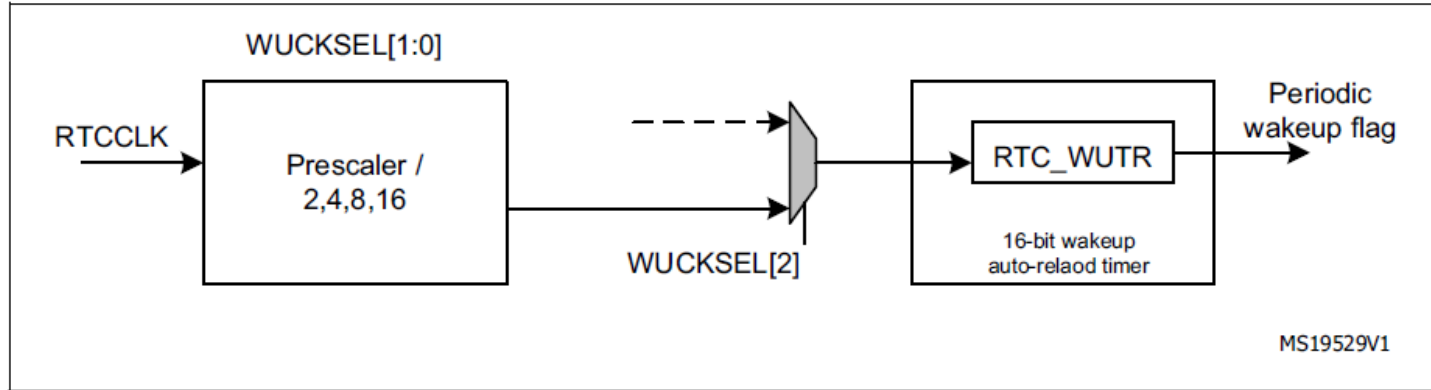 WUCKSEL[1:0]
RTCCLK
Prescaler /
2,4,8,16
WUCKSEL[2]
RTC_WUTR
16-bit wakeup
auto-relaod timer
Periodic
wakeup flag
MS19529V1